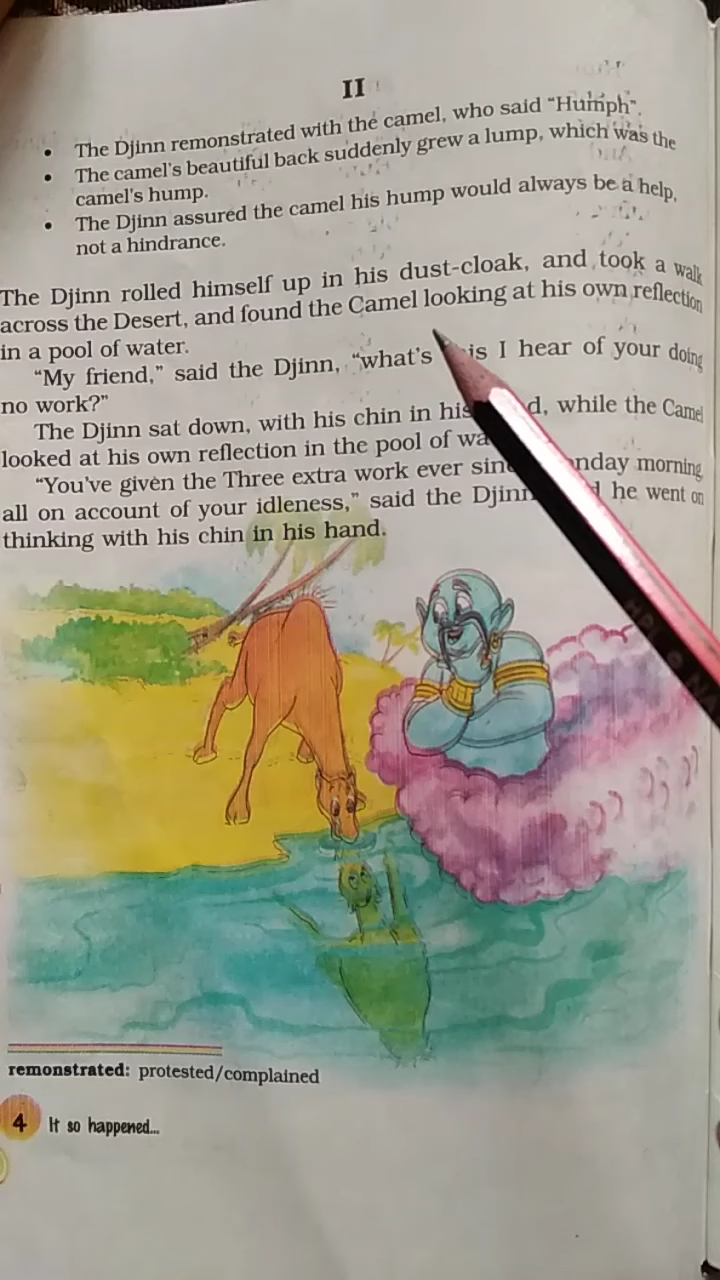 II
• The Djinn remonstrated with the camel, who said "Humph".
• The camel's beautiful back suddenly grew a lump, which was the
camel's hump.
• The Djinn assured the camel his hump would always be a help,
not a hindrance.
The Djinn rolled himself up in his dust-cloak, and took a walk
across the Desert, and found the Camel looking at his own reflection
in a pool of water.
"My friend," said the Djinn, "what's is I hear of your doing
no work?"
The Djinn sat down, with his chin in his d, while the Camel
looked at his own reflection in the pool of wa
"You've given the Three extra work ever sin nday morning,
all on account of your idleness," said the Djinn he went on
thinking with his chin in his hand.
remonstrated: protested/complained
4 It so happened...